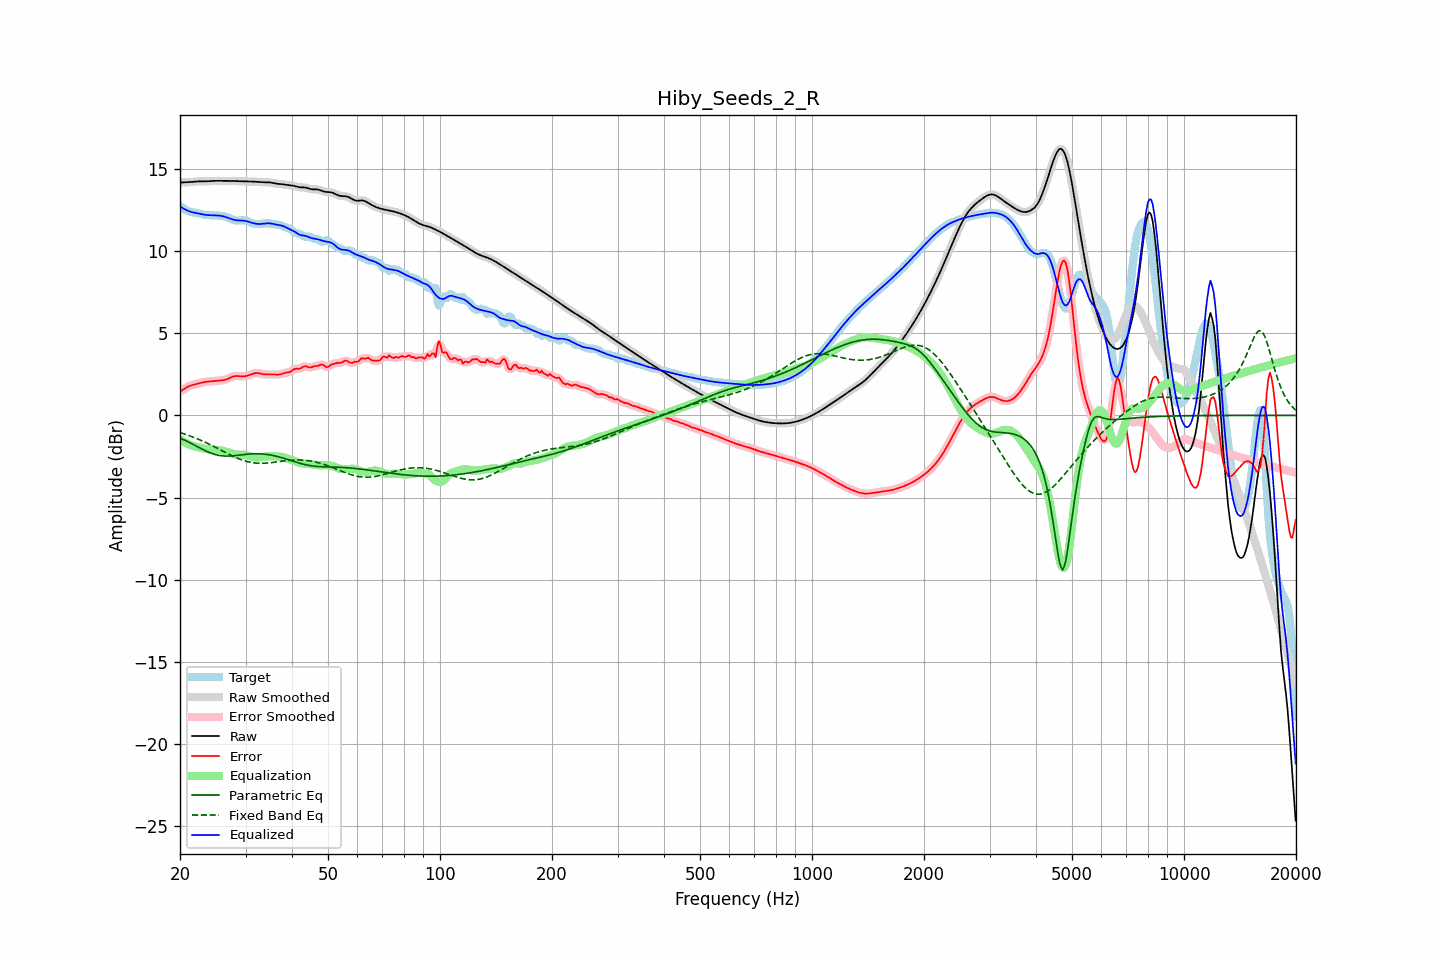 Hiby_Seeds_2_R
Amplitude (dBr)
15
10
5
0
−5
−10
−15
−20
−25
Target
Raw Smoothed
Error Smoothed
Raw
Error
Equalization
Parametric Eq
Fixed Band Eq
Equalized
20 50 100 200 500 1000 2000 5000 10000 20000
Frequency (Hz)